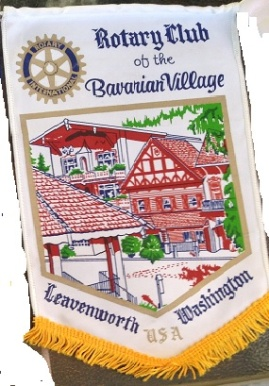 Rotary Club
of the
Bavarian Village
ROTARY
INTERNATIONAL
Leavenworth Washington
USA